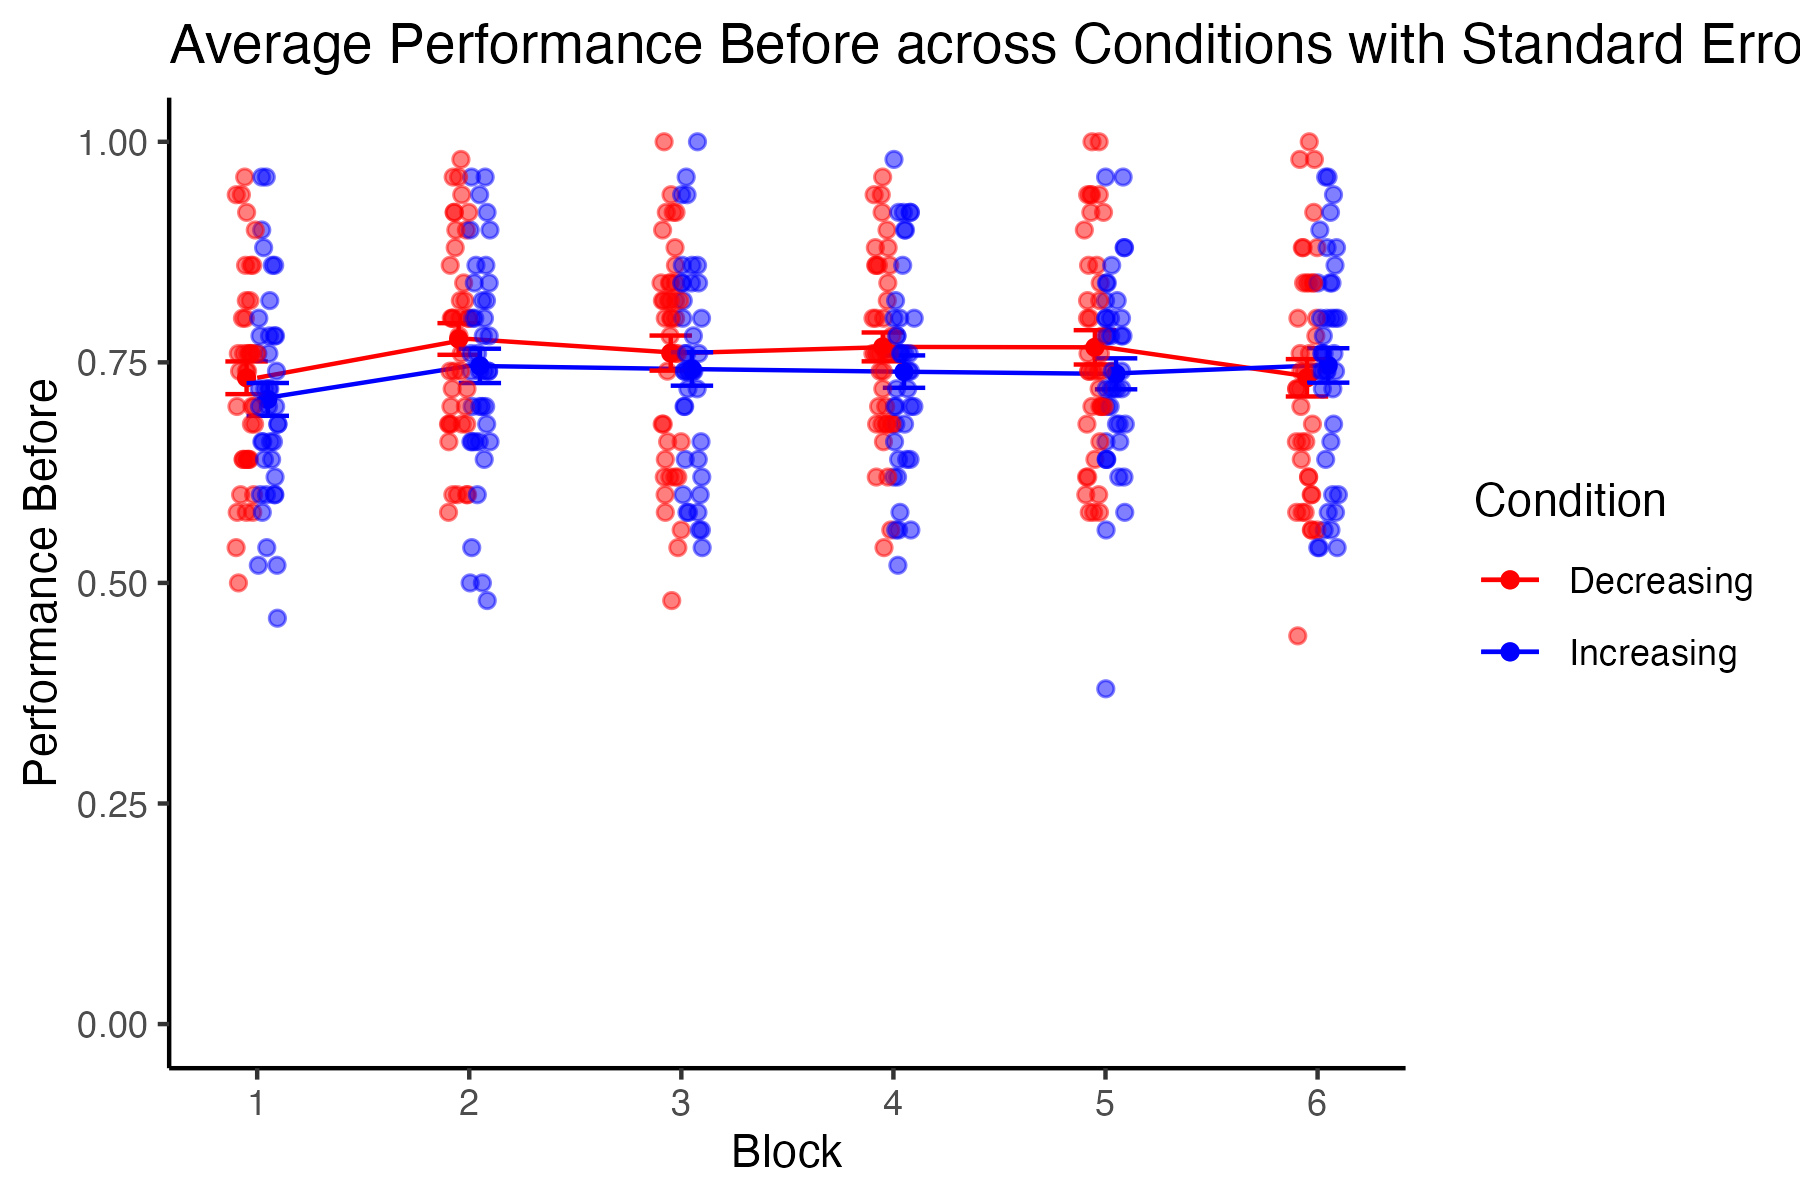 Average Performance Before across Conditions with Standard Erro
Performance Before
1.00
0.75
0.50
0.25
0.00
1 2 3 4 5 6
Block
Condition
Decreasing
Increasing